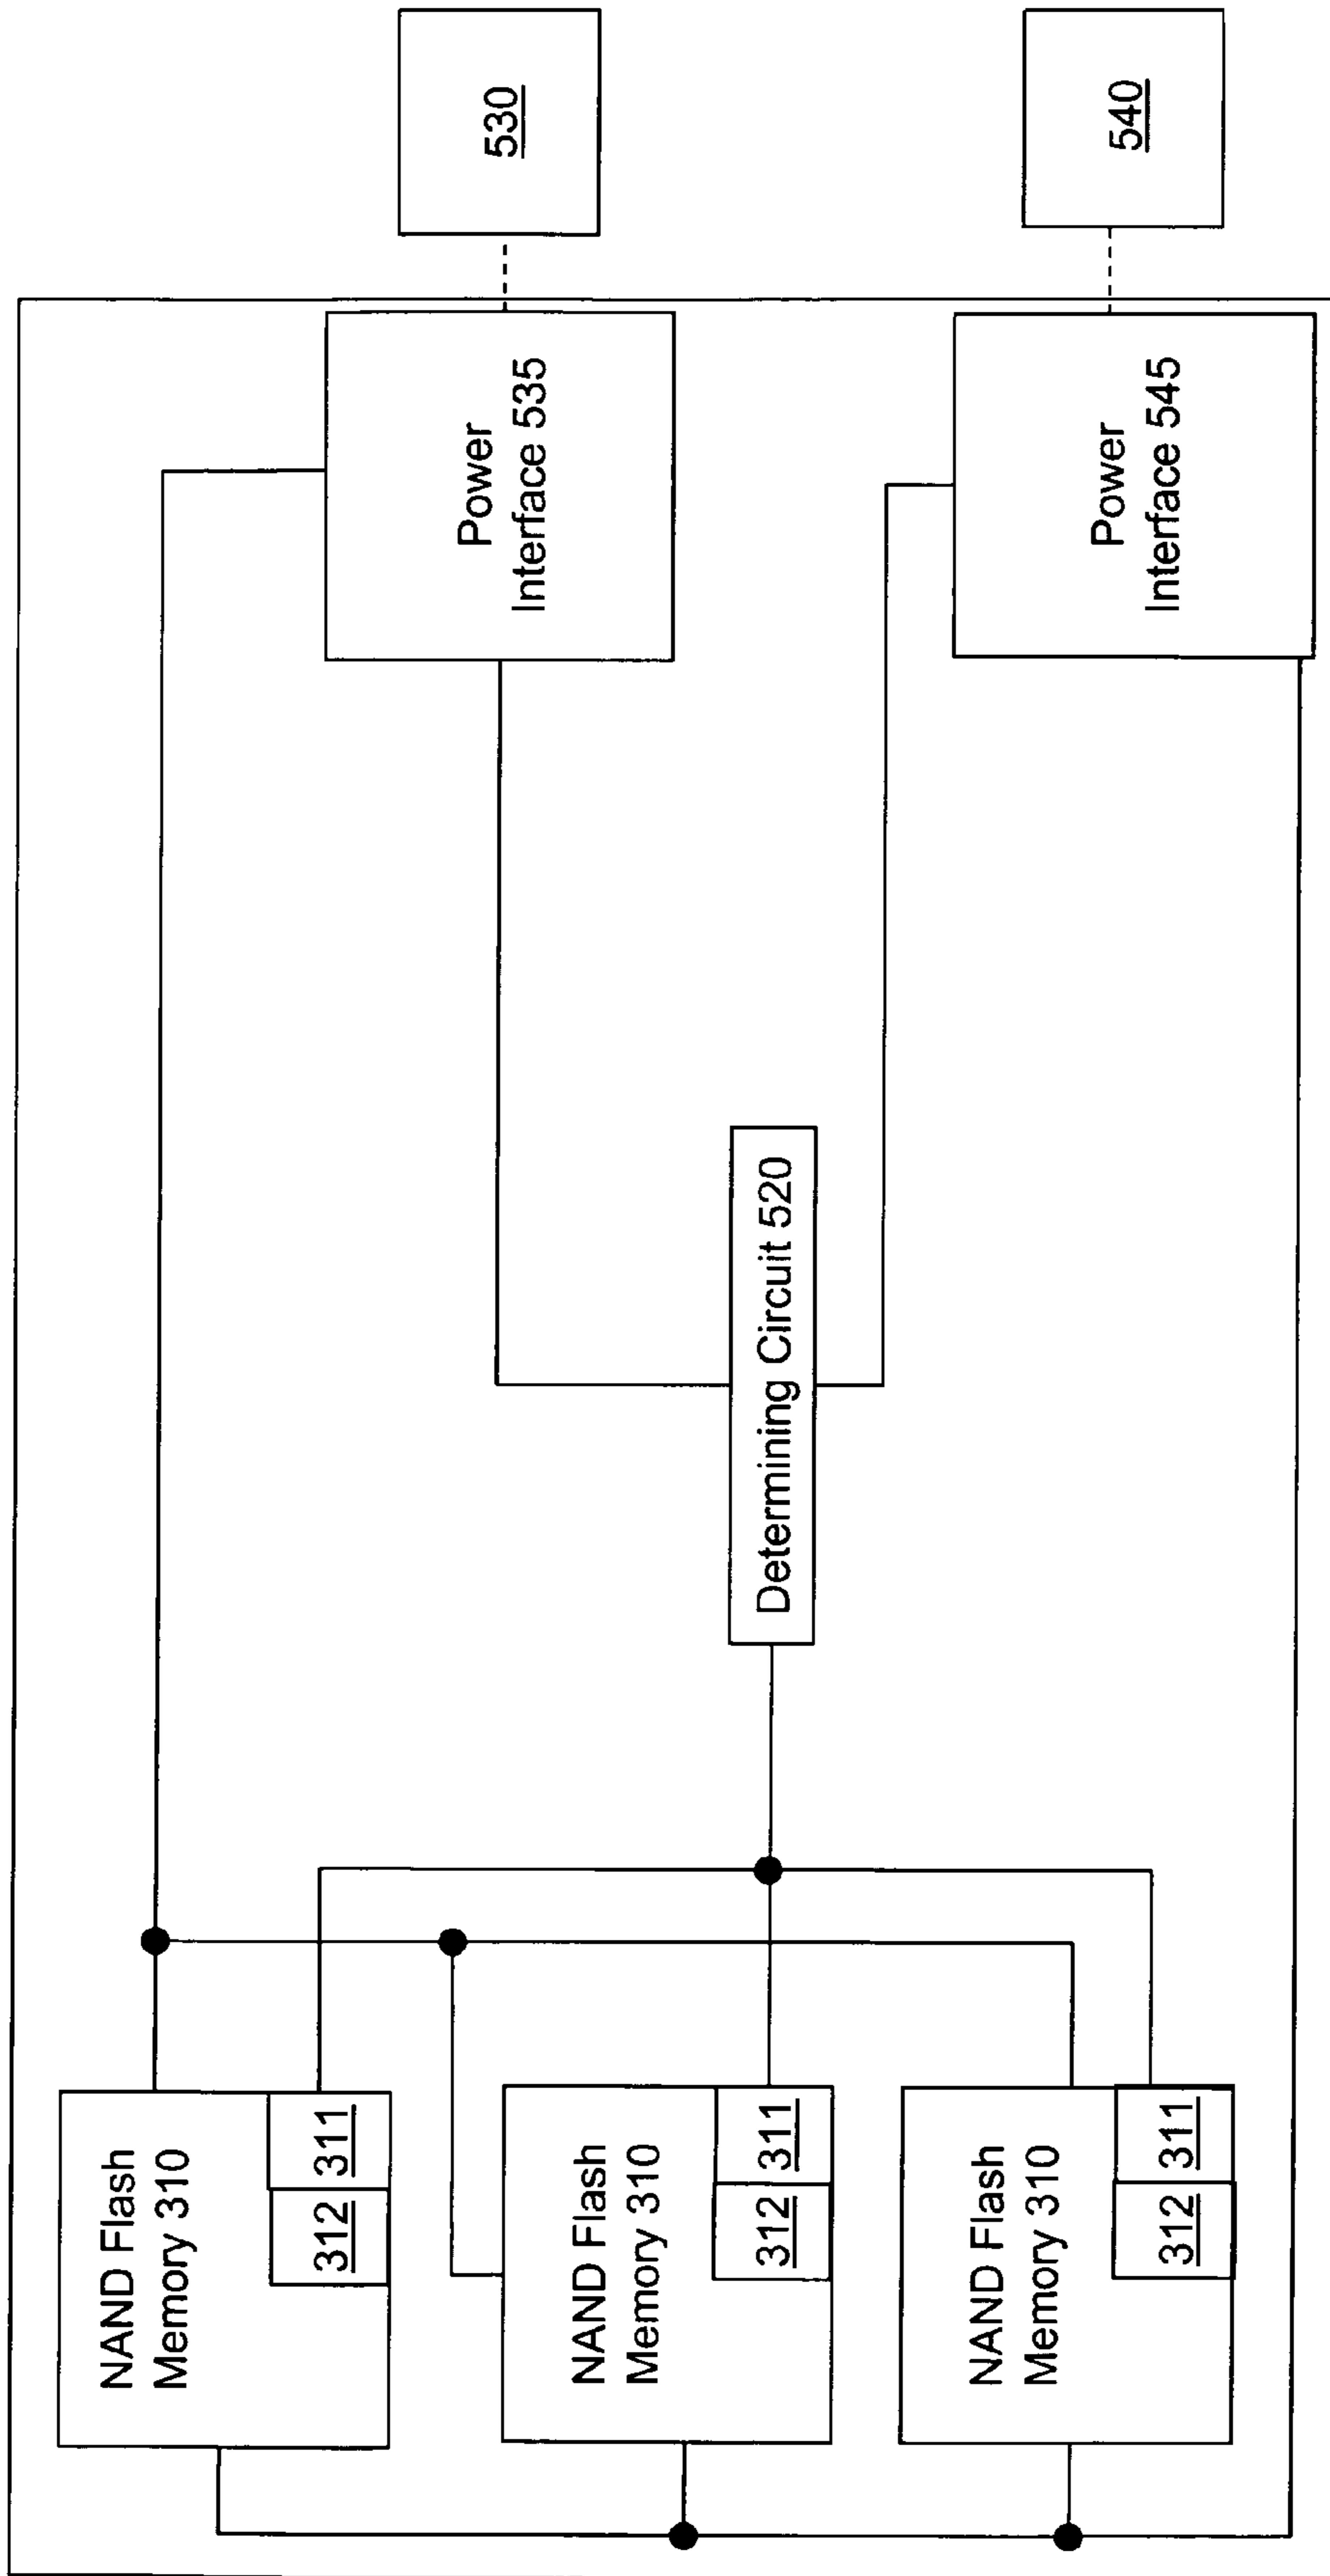 NAND Flash
Memory 310
312
311
NAND Flash
Memory 310
312
311
NAND Flash
Memory 310
312
311
Determining Circuit 520
Power
Interface 535
Power
Interface 545
530
540